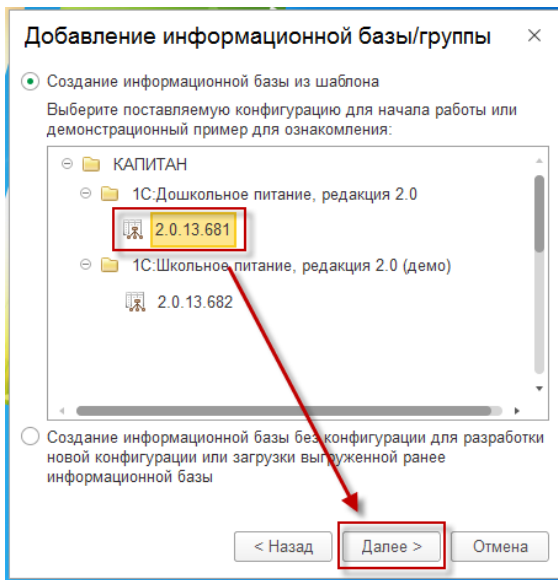 Добавление информационной базы/группы
Создание информационной базы из шаблона
Выберите поставляемую конфигурацию для начала работы или
демонстрационный пример для ознакомления:
КАПИТАН
1С:Дошкольное питание, редакция 2.0
2.0.13.681
1С:Школьное питание, редакция 2.0 (демо)
2.0.13.682
Создание информационной базы без конфигурации для разработки
новой конфигурации или загрузки выгруженной ранее
информационной базы
< Назад
Далее >
Отмена